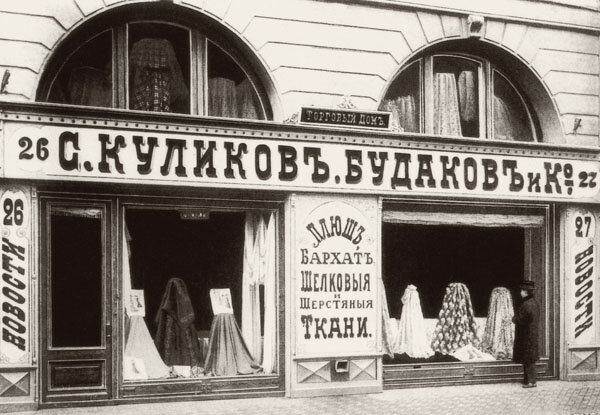 ТОРГОВЫЙ ДОМЪ
26 С. КУЛИКОВЪ. БУДАКОВЪ и Ко. 27
26
НОВОСТИ
ПЛЮШЪ
БАРХАТЪ,
ШЕЛКОВЫЯ
и
ШЕРСТЯНЫЯ
ТКАНИ.
27
НОВОСТИ